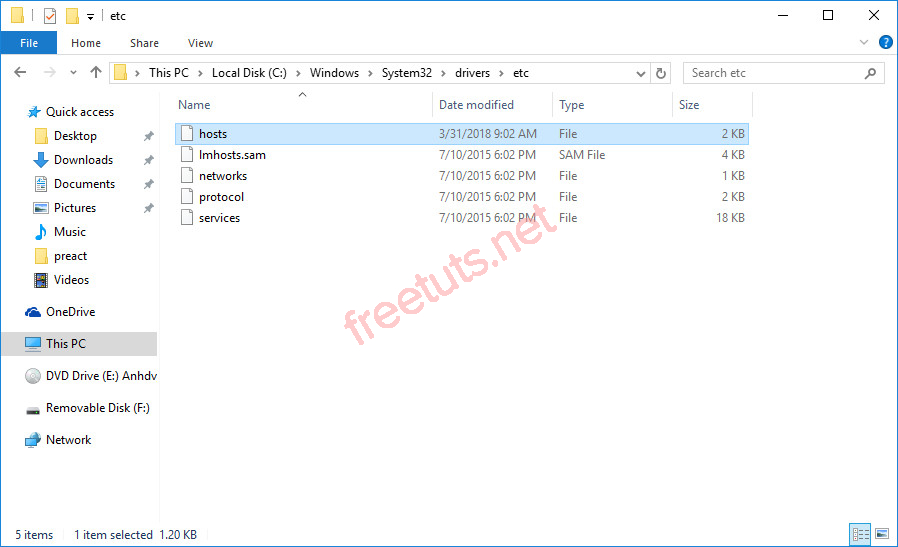 etc
File Home Share View
This PC Local Disk (C:) Windows System32 drivers etc Search etc
Name Date modified Type Size
Quick access
Desktop
Downloads
Documents
Pictures
Music
preact
Videos
OneDrive
This PC
DVD Drive (E:) Anhdv
Removable Disk (F:)
Network
hosts 3/31/2018 9:02 AM File 2 KB
lmhosts.sam 7/10/2015 6:02 PM SAM File 4 KB
networks 7/10/2015 6:02 PM File 1 KB
protocol 7/10/2015 6:02 PM File 2 KB
services 7/10/2015 6:02 PM File 18 KB
freetuts.net
5 items 1 item selected 1.20 KB